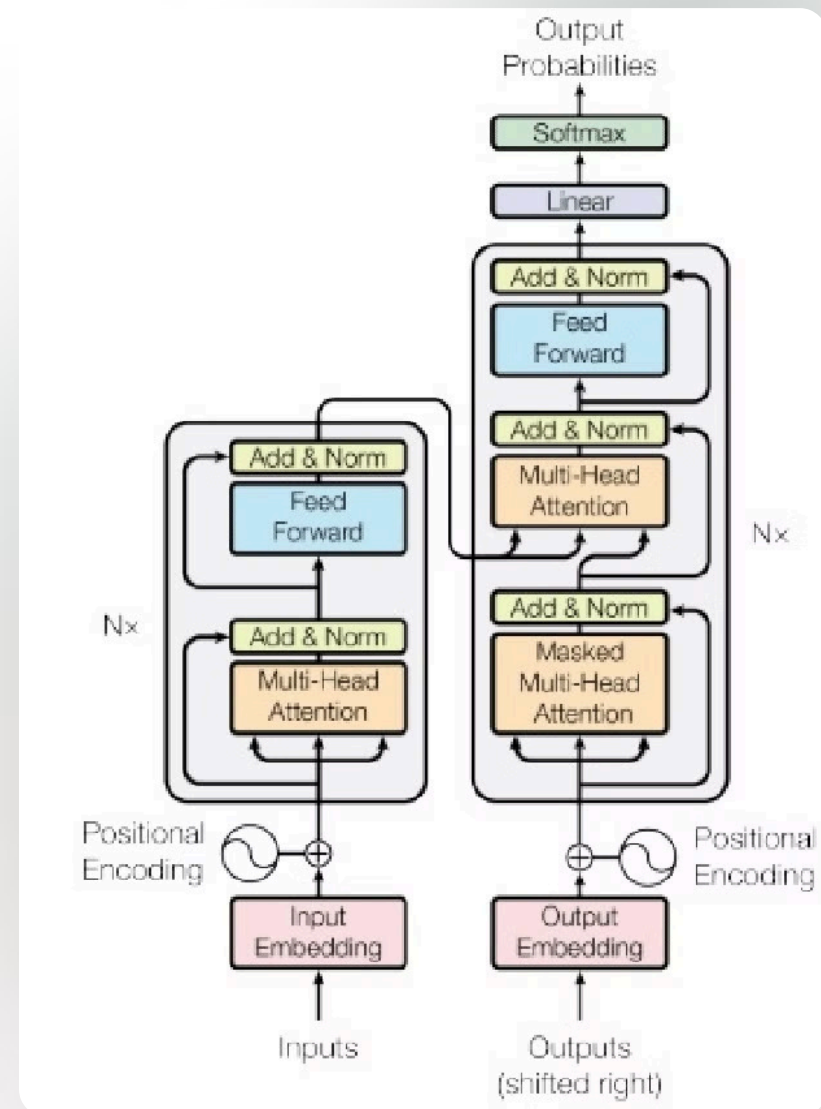 Output
Probabilities
Softmax
Linear
Add & Norm
Feed
Forward
Add & Norm
Multi-Head
Attention
Nx
Add & Norm
Masked
Multi-Head
Attention
Add & Norm
Feed
Forward
Nx
Add & Norm
Multi-Head
Attention
Positional
Encoding
Positional
Encoding
Input
Embedding
Output
Embedding
Inputs
Outputs
(shifted right)